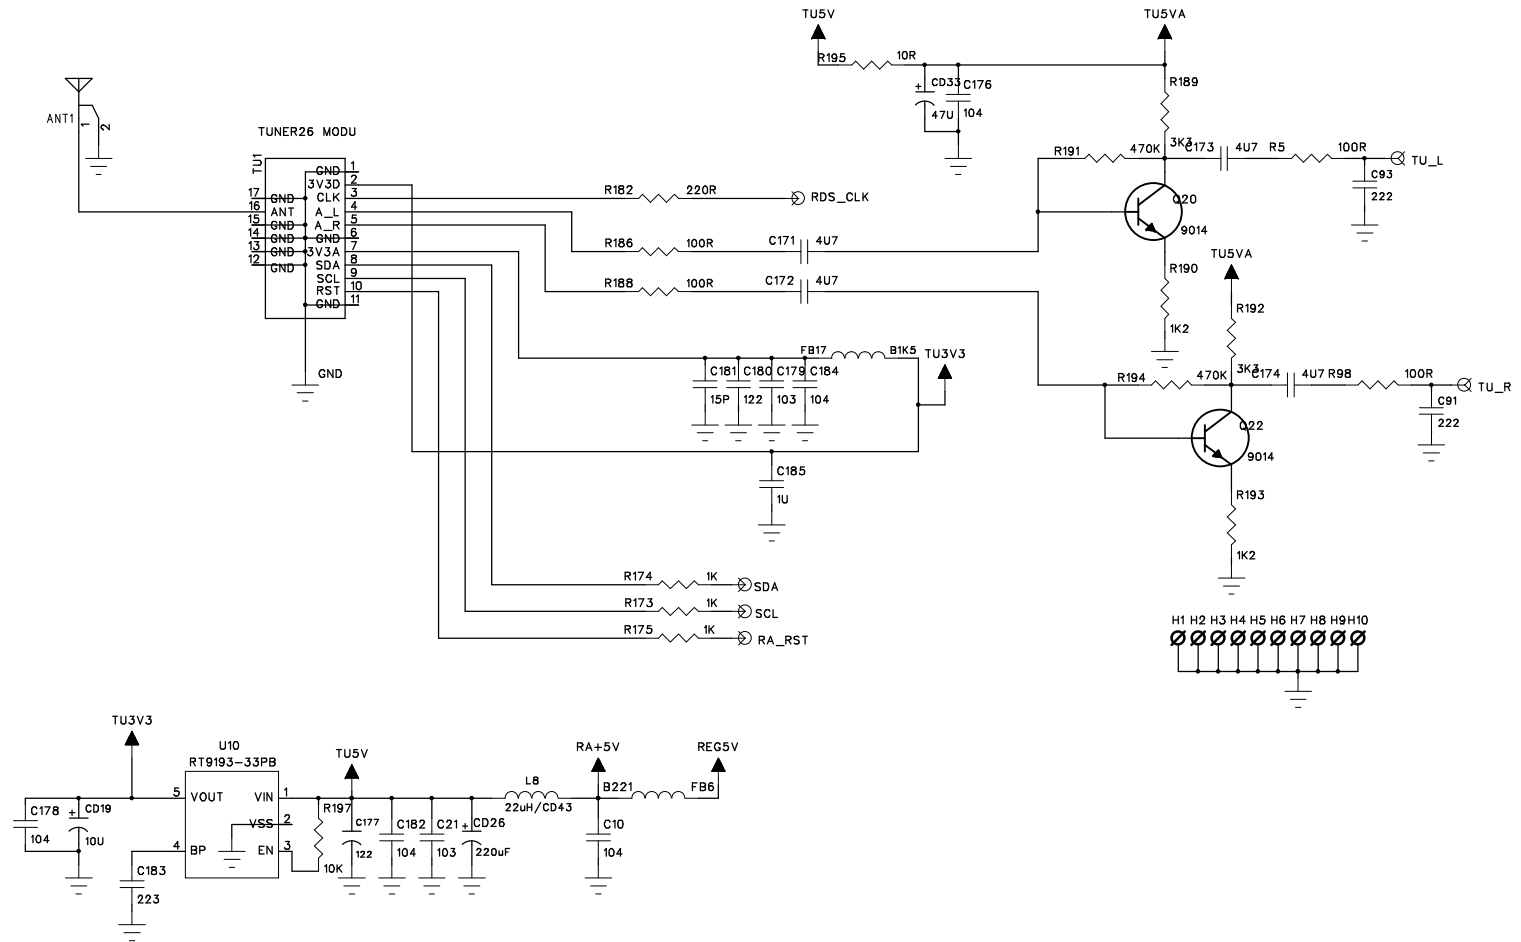 TU5V
TU5VA
R195
10R
CD33
C176
47U
104
R189
3K3
ANT1
1
2
TUNER26 MODU
TU1
GND 1
3V3D 2
17 GND
CLK 3
16 ANT
A_L 4
15 GND
A_R 5
14 GND
GND 6
13 GND
3V3A 7
12 GND
SDA 8
SCL 9
RST 10
GND 11
GND
R182
220R
RDS_CLK
R186
100R
C171
4U7
R188
100R
C172
4U7
R191
470K
C173
4U7
R5
100R
TU_L
C93
222
Q20
9014
R190
1K2
TU5VA
R192
3K3
R194
470K
C174
4U7
R98
100R
TU_R
C91
222
Q22
9014
R193
1K2
FB17
B1K5
TU3V3
C181
C180
C179
C184
15P
122
103
104
C185
1U
R174
1K
SDA
R173
1K
SCL
R175
1K
RA_RST
H1 H2 H3 H4 H5 H6 H7 H8 H9 H10
TU3V3
U10
RT9193-33PB
TU5V
RA+5V
REG5V
5 VOUT
VIN 1
VSS 2
4 BP
EN 3
C178
104
CD19
10U
C183
223
R197
10K
C177
122
C182
104
C21
103
CD26
220uF
L8
22uH/CD43
B221
FB6
C10
104